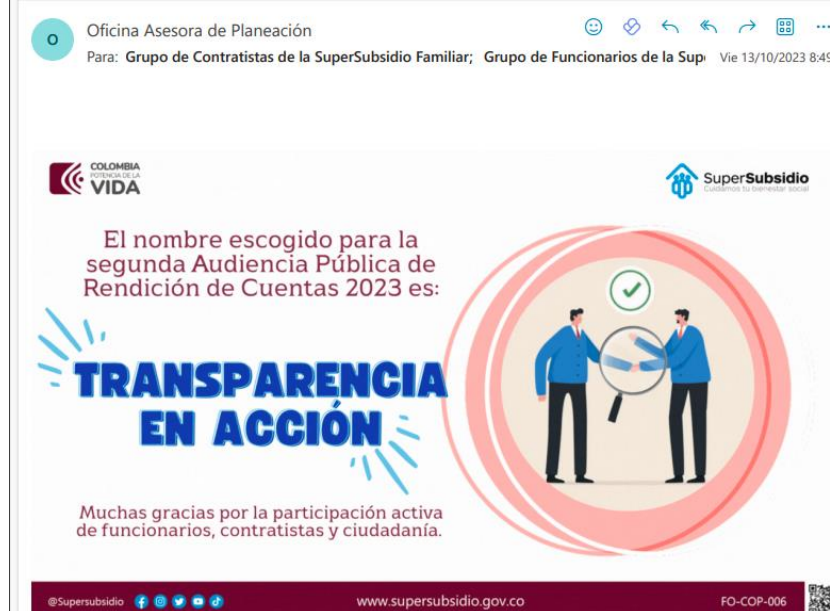 O
Oficina Asesora de Planeación
Para: Grupo de Contratistas de la SuperSubsidio Familiar; Grupo de Funcionarios de la Sup
Vie 13/10/2023 8:49
COLOMBIA
POTENCIA DE LA
VIDA
SuperSubsidio
Cuidamos tu bienestar social
El nombre escogido para la
segunda Audiencia Pública de
Rendición de Cuentas 2023 es:
TRANSPARENCIA
EN ACCIÓN
Muchas gracias por la participación activa
de funcionarios, contratistas y ciudadanía.
@Supersubsidio
www.supersubsidio.gov.co
FO-COP-006